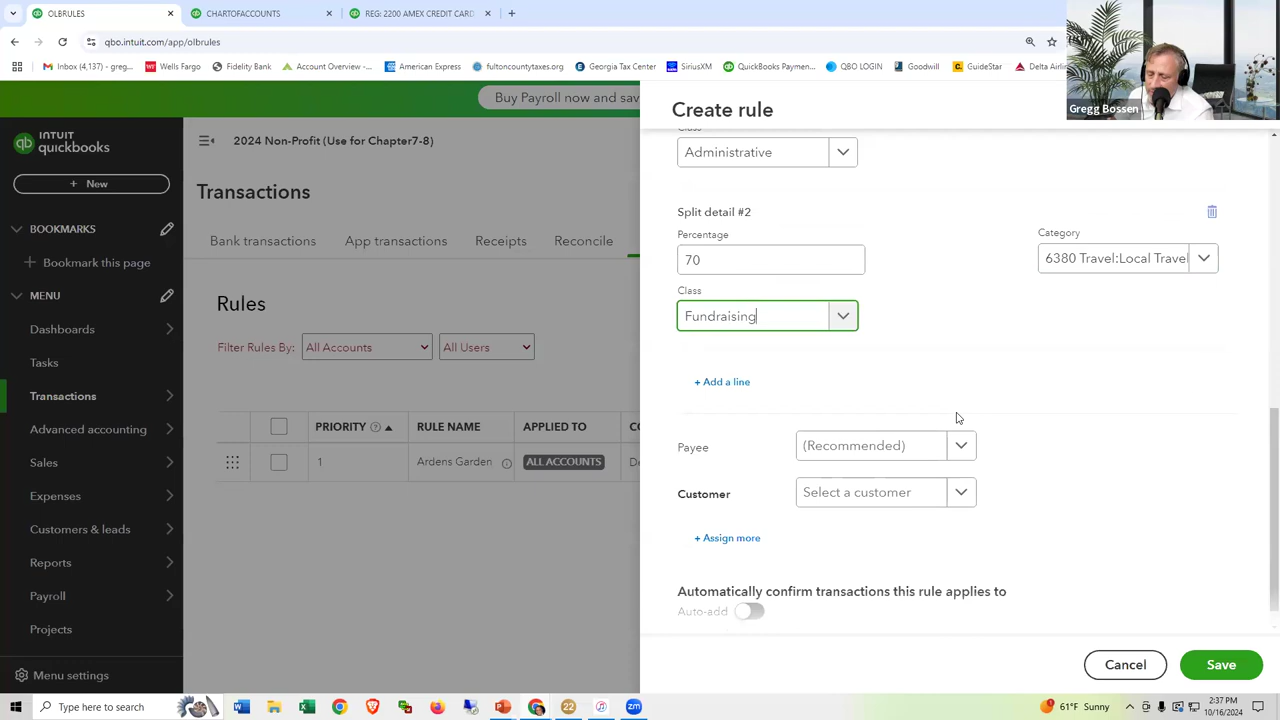 OLBRULES
CHARTOFACCOUNTS
REG: 2200 AMEX CREDIT CARD
qbo.intuit.com/app/olbrules
Inbox (4,137) - greg...
Wells Fargo
Fidelity Bank
Account Overview -...
American Express
fultoncountytaxes.org
Georgia Tax Center
SiriusXM
QuickBooks Paymen...
QBO LOGIN
Goodwill
GuideStar
Delta Airli
Gregg Bossen
Buy Payroll now and sav
Create rule
INTUIT
quickbooks
2024 Non-Profit (Use for Chapter7-8)
+ New
Transactions
BOOKMARKS
Bookmark this page
MENU
Dashboards
Tasks
Transactions
Advanced accounting
Sales
Expenses
Customers & leads
Reports
Payroll
Projects
Menu settings
Bank transactions
App transactions
Receipts
Reconcile
Rules
Filter Rules By:
All Accounts
All Users
PRIORITY
RULE NAME
APPLIED TO
CO
1
Ardens Garden
ALL ACCOUNTS
De
Class
Administrative
Split detail #2
Percentage
Category
70
6380 Travel:Local Travel
Class
Fundraising
+ Add a line
Payee
(Recommended)
Customer
Select a customer
+ Assign more
Automatically confirm transactions this rule applies to
Auto-add
Cancel
Save
Type here to search
22
61°F Sunny
2:37 PM
10/16/2024